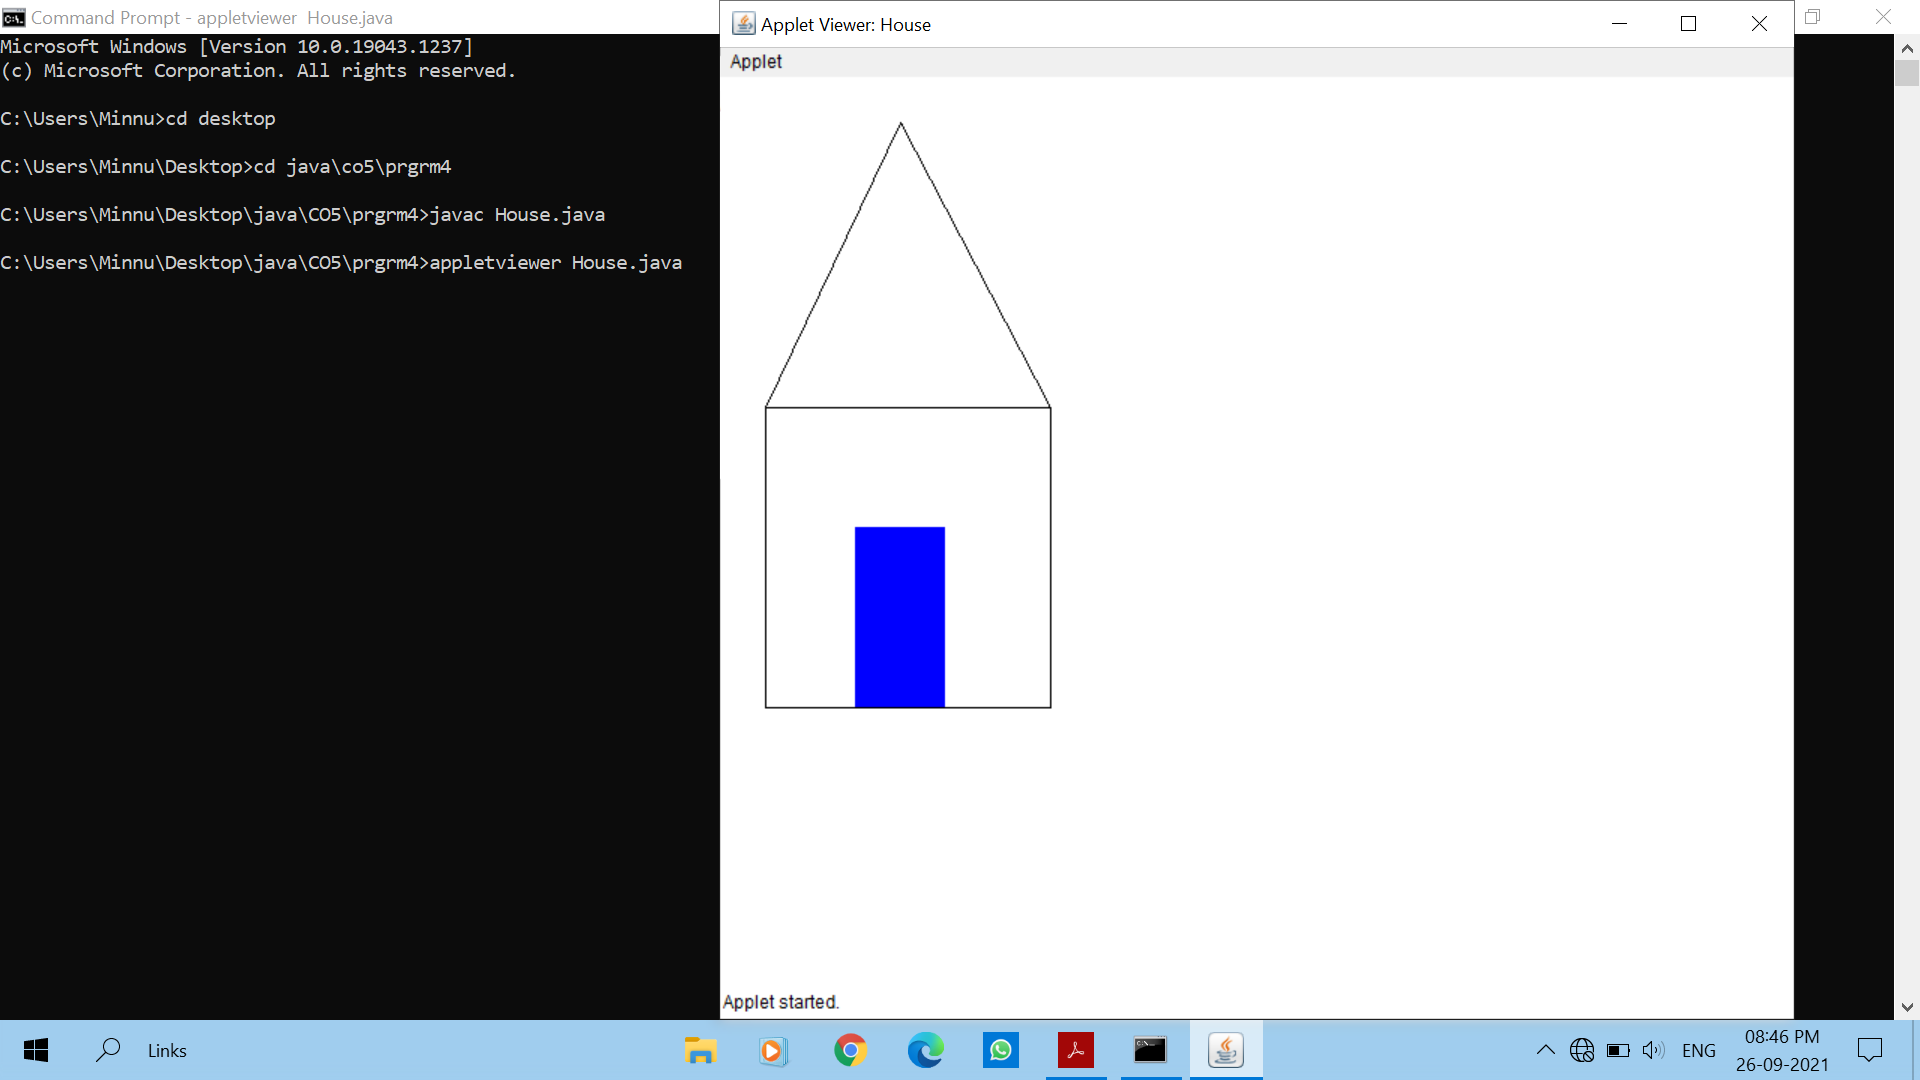 Command Prompt - appletviewer  House.java
Microsoft Windows [Version 10.0.19043.1237]
(c) Microsoft Corporation. All rights reserved.
C:\Users\Minnu>cd desktop
C:\Users\Minnu\Desktop>cd java\co5\prgrm4
C:\Users\Minnu\Desktop\java\CO5\prgrm4>javac House.java
C:\Users\Minnu\Desktop\java\CO5\prgrm4>appletviewer House.java
Applet Viewer: House
Applet
Applet started.
Links
ENG
08:46 PM
26-09-2021